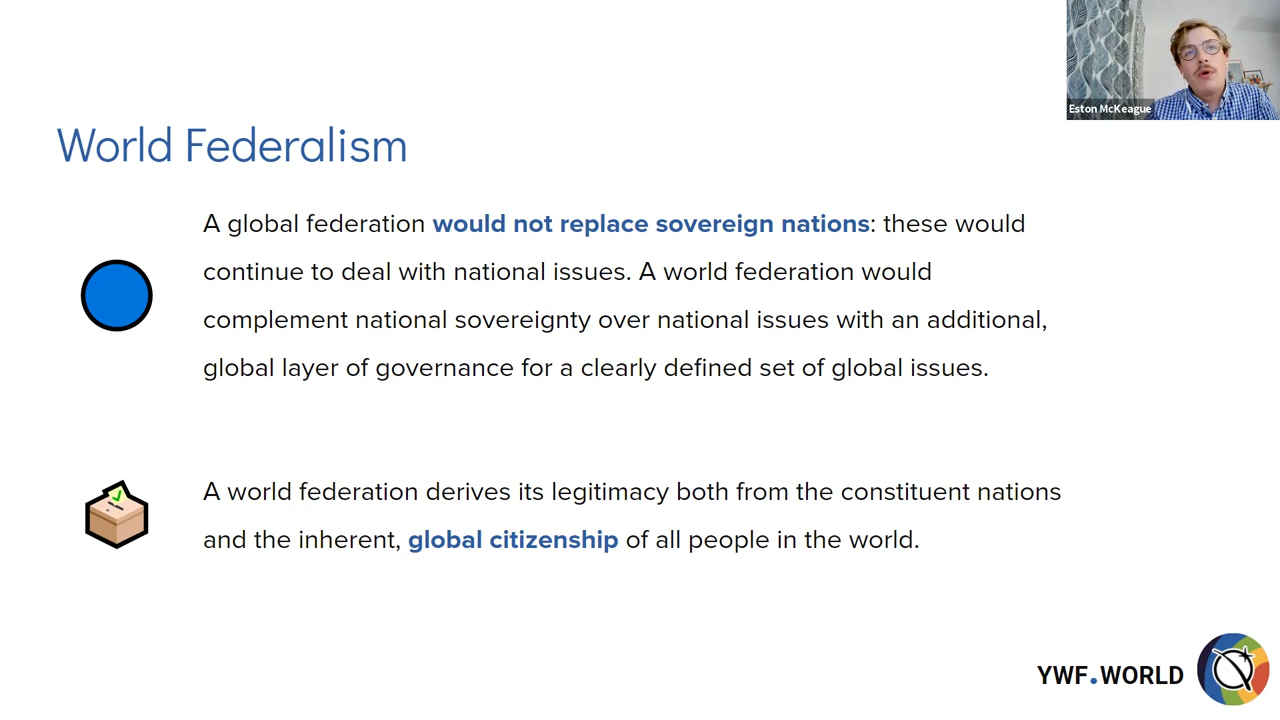 Eston McKeague
World Federalism
A global federation would not replace sovereign nations: these would
continue to deal with national issues. A world federation would
complement national sovereignty over national issues with an additional,
global layer of governance for a clearly defined set of global issues.
A world federation derives its legitimacy both from the constituent nations
and the inherent, global citizenship of all people in the world.
YWF.WORLD